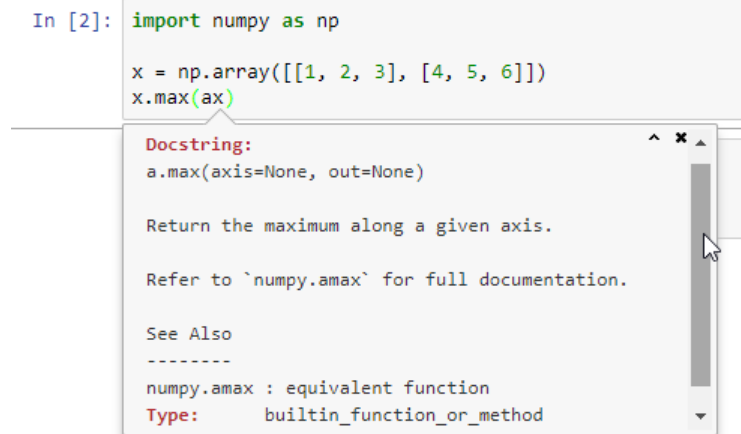 In [2]: import numpy as np
x = np.array([[1, 2, 3], [4, 5, 6]])
x.max(ax)
Docstring:
a.max(axis=None, out=None)
Return the maximum along a given axis.
Refer to `numpy.amax` for full documentation.
See Also
--------
numpy.amax : equivalent function
Type: builtin_function_or_method